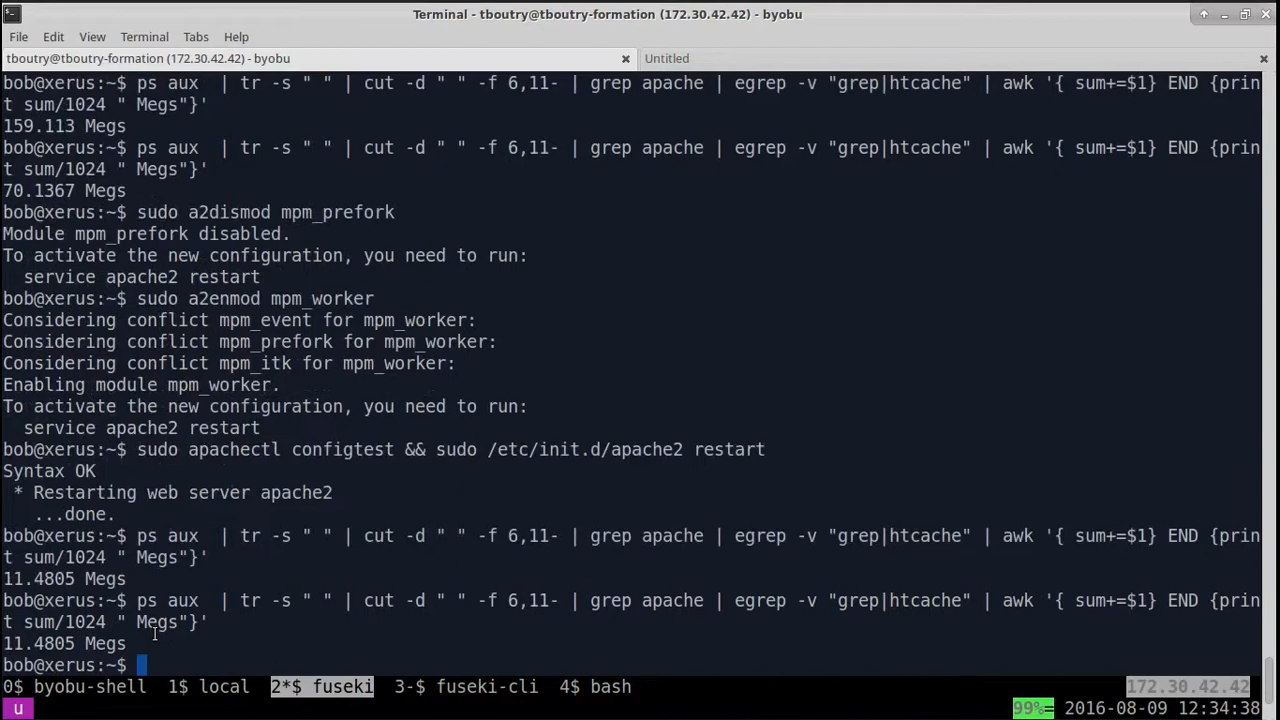 Terminal - tboutry@tboutry-formation (172.30.42.42) - byobu
File Edit View Terminal Tabs Help
tboutry@tboutry-formation (172.30.42.42) - byobu Untitled
bob@xerus:~$ ps aux  | tr -s " " | cut -d " " -f 6,11- | grep apache | egrep -v "grep|htcache" | awk '{ sum+=$1} END {prin
t sum/1024 " Megs"}'
159.113 Megs
bob@xerus:~$ ps aux  | tr -s " " | cut -d " " -f 6,11- | grep apache | egrep -v "grep|htcache" | awk '{ sum+=$1} END {prin
t sum/1024 " Megs"}'
70.1367 Megs
bob@xerus:~$ sudo a2dismod mpm_prefork
Module mpm_prefork disabled.
To activate the new configuration, you need to run:
  service apache2 restart
bob@xerus:~$ sudo a2enmod mpm_worker
Considering conflict mpm_event for mpm_worker:
Considering conflict mpm_prefork for mpm_worker:
Considering conflict mpm_itk for mpm_worker:
Enabling module mpm_worker.
To activate the new configuration, you need to run:
  service apache2 restart
bob@xerus:~$ sudo apachectl configtest && sudo /etc/init.d/apache2 restart
Syntax OK
 * Restarting web server apache2
   ...done.
bob@xerus:~$ ps aux  | tr -s " " | cut -d " " -f 6,11- | grep apache | egrep -v "grep|htcache" | awk '{ sum+=$1} END {prin
t sum/1024 " Megs"}'
11.4805 Megs
bob@xerus:~$ ps aux  | tr -s " " | cut -d " " -f 6,11- | grep apache | egrep -v "grep|htcache" | awk '{ sum+=$1} END {prin
t sum/1024 " Megs"}'
11.4805 Megs
bob@xerus:~$
0$ byobu-shell  1$ local  2*$ fuseki  3-$ fuseki-cli  4$ bash 172.30.42.42
u 99%= 2016-08-09 12:34:38